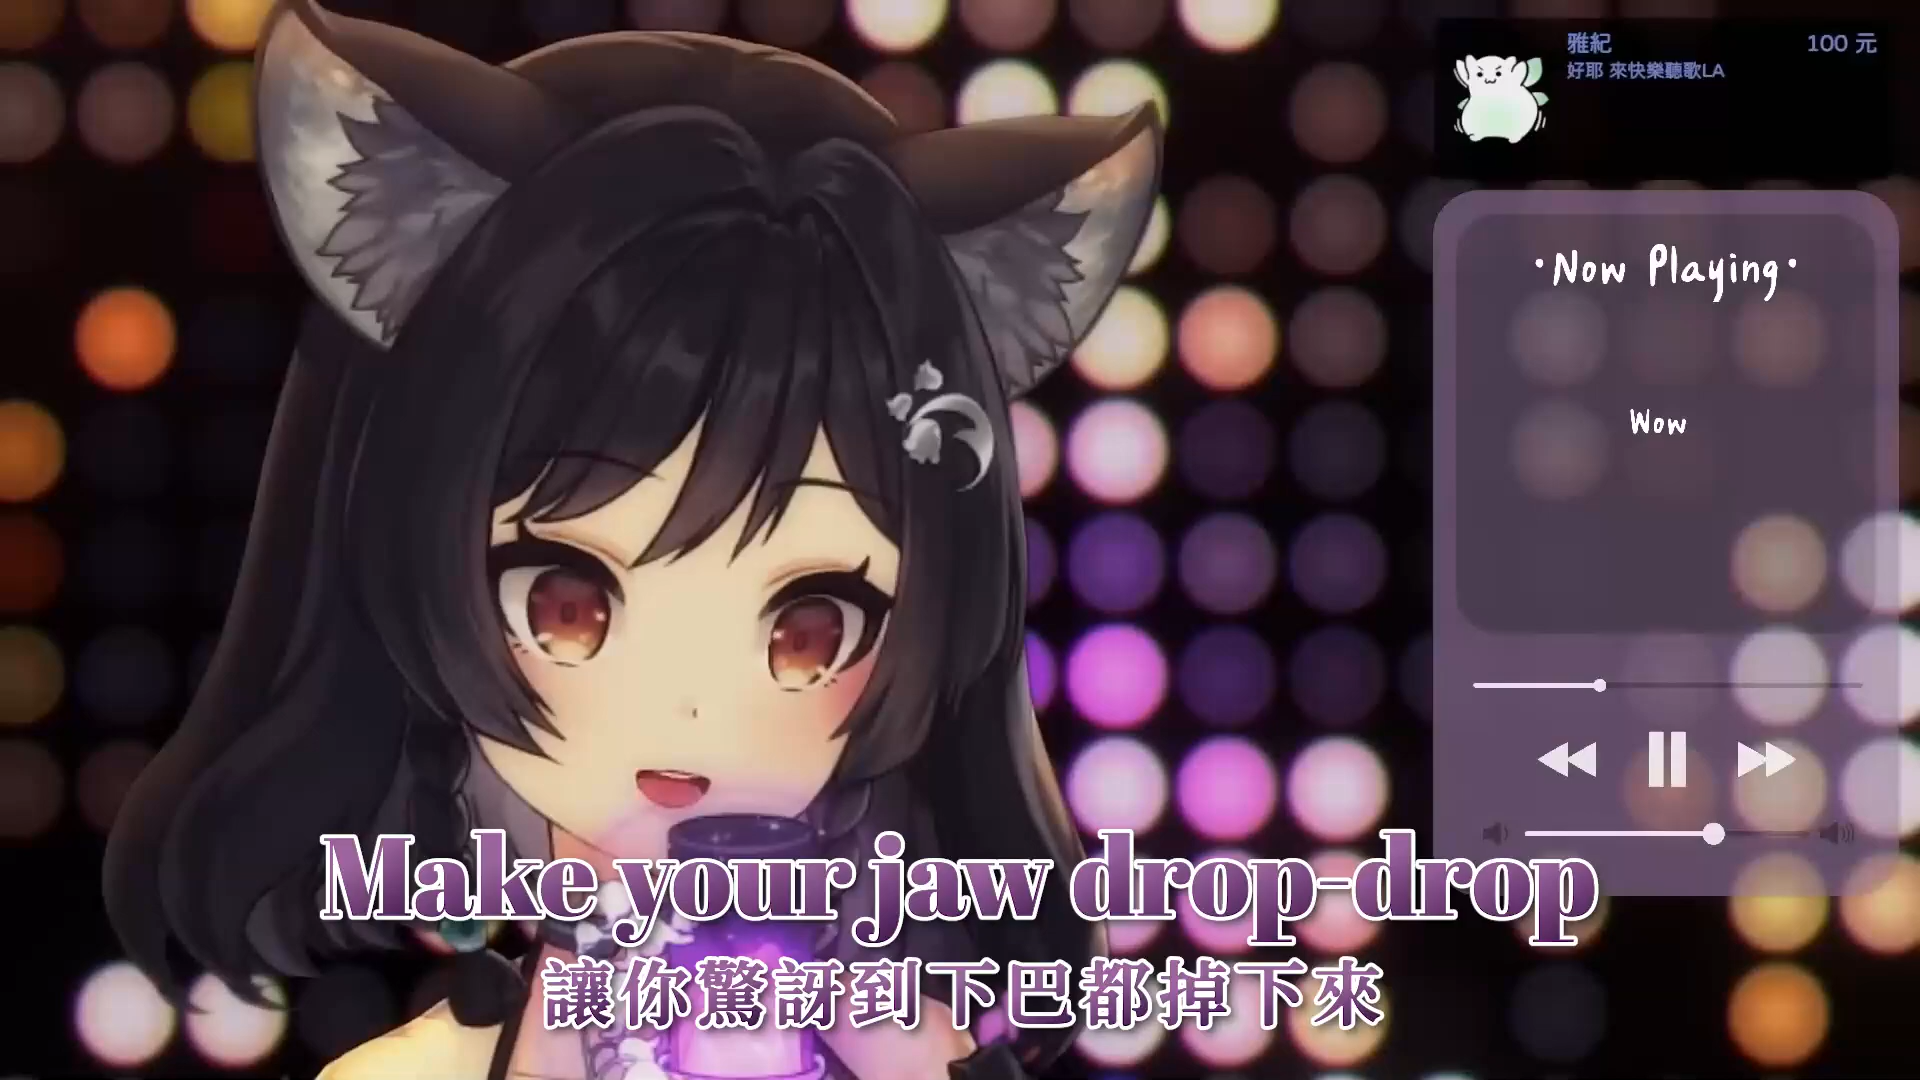 雅紀
100 元
好耶 來快樂聽歌LA
·Now Playing·
Wow
Make your jaw drop-drop
讓你驚訝到下巴都掉下來